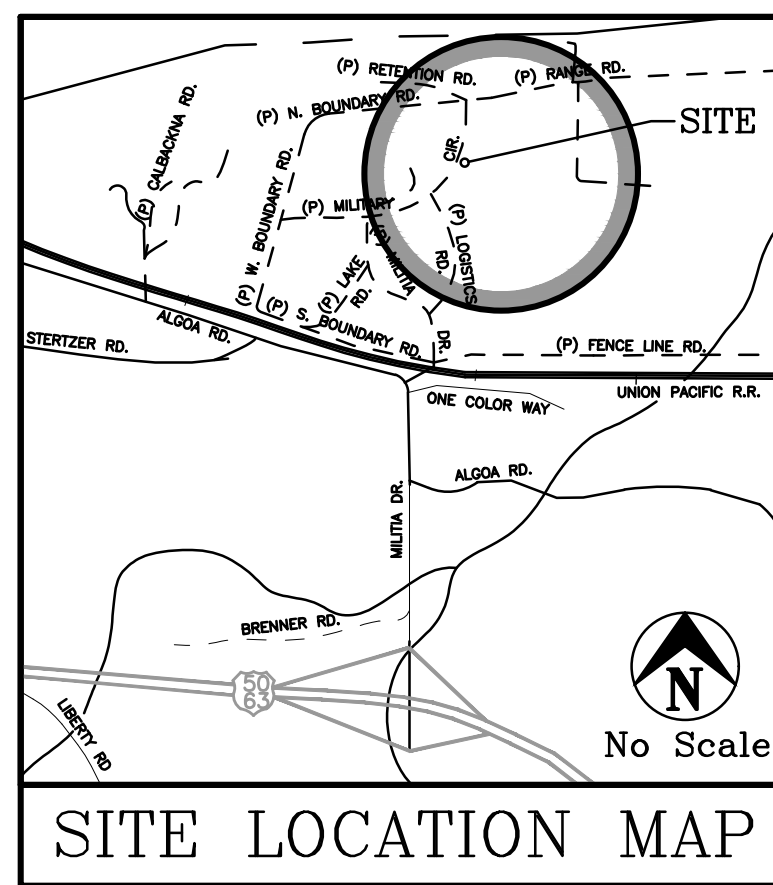 (P) RETENTION RD.
(P) RANGE RD.
(P) N. BOUNDARY RD.
(P) CALBACKNA RD.
SITE
CIR.
(P) W. BOUNDARY RD.
(P) MILITARY
(P) LOGISTICS
RD.
(P) MILITIA
DR.
(P) LAKE
RD.
(P) S. BOUNDARY RD.
ALGOA RD.
STERTZER RD.
(P) FENCE LINE RD.
UNION PACIFIC R.R.
ONE COLOR WAY
ALGOA RD.
MILITIA DR.
BRENNER RD.
50
63
LIBERTY RD
N
No Scale
SITE LOCATION MAP